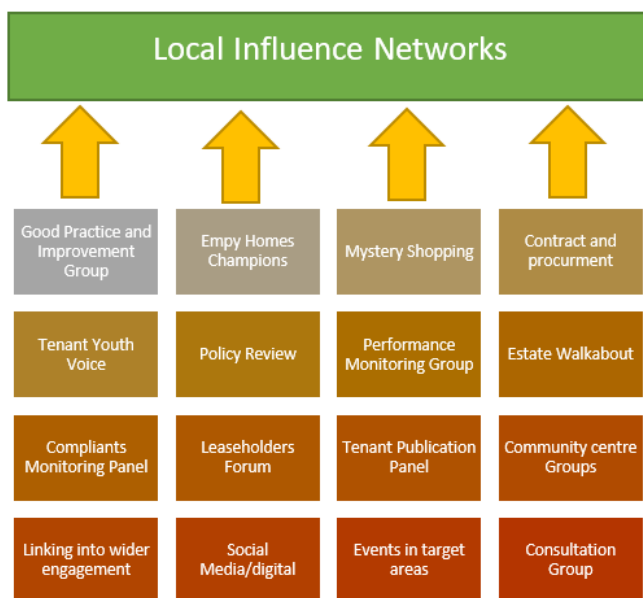 Local Influence Networks
Good Practice and
Improvement
Group
Empy Homes
Champions
Mystery Shopping
Contract and
procurment
Tenant Youth
Voice
Policy Review
Performance
Monitoring Group
Estate Walkabout
Compliants
Monitoring Panel
Leaseholders
Forum
Tenant Publication
Panel
Community centre
Groups
Linking into wider
engagement
Social
Media/digital
Events in target
areas
Consultation
Group